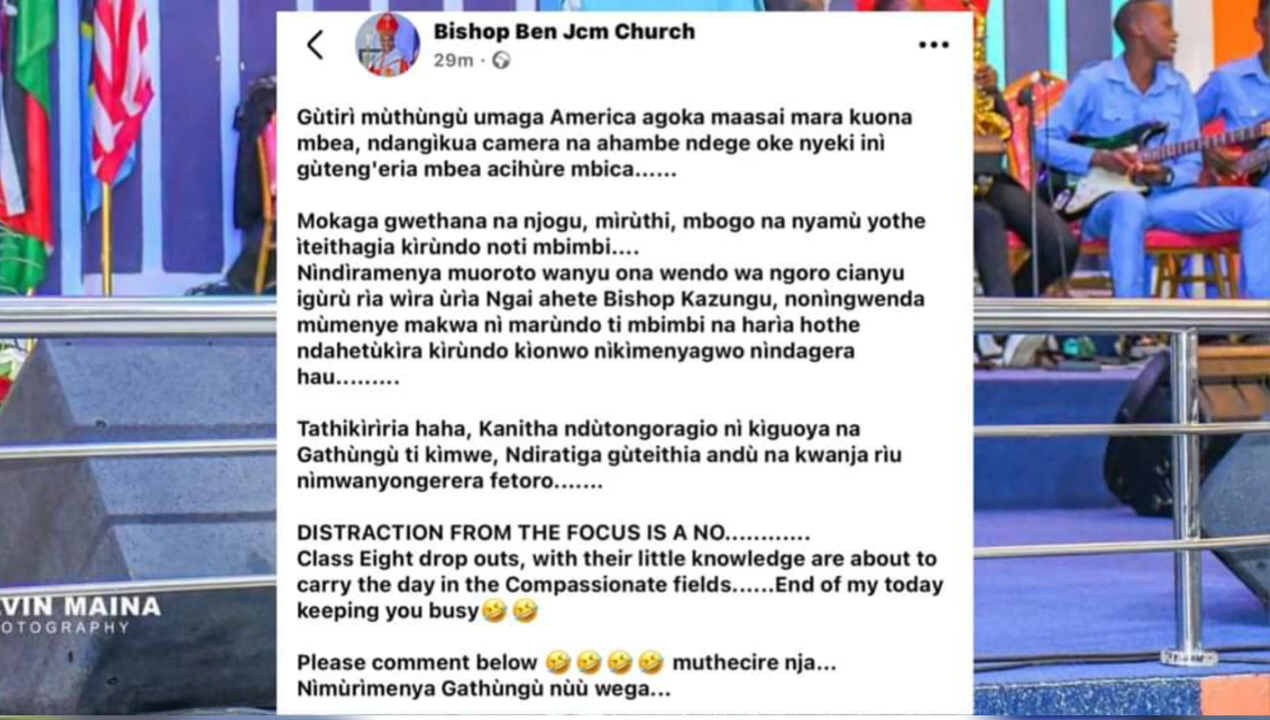 Bishop Ben Jcm Church
29m ·
Gùtirì mùthùngù umaga America agoka maasai mara kuona
mbea, ndangìkua camera na ahambe ndege oke nyeki inì
gùteng'eria mbea acihùre mbica......
Mokaga gwethana na njogu, mìrùthi, mbogo na nyamù yothe
ìteithagia kìrùndo noti mbimbi....
Nìndìramenya muoroto wanyu ona wendo wa ngoro cianyu
igùrù rìa wìra ùrìa Ngai ahete Bishop Kazungu, nonìngwenda
mùmenye makwa nì marùndo ti mbimbi na harìa hothe
ndahetùkìra kìrùndo kìonwo nìkìmenyagwo nìndagera
hau.........
Tathikìrìria haha, Kanitha ndùtongoragio nì kìguoya na
Gathùngù ti kìmwe, Ndiratiga gùteithia andù na kwanja rìu
nìmwanyongerera fetoro.......
DISTRACTION FROM THE FOCUS IS A NO............
Class Eight drop outs, with their little knowledge are about to
carry the day in the Compassionate fields......End of my today
keeping you busy🤣🤣
Please comment below 🤣🤣🤣🤣 muthecire nja...
Nìmùrìmenya Gathùngù nùù wega...
VIN MAINA
OTOGRAPHY